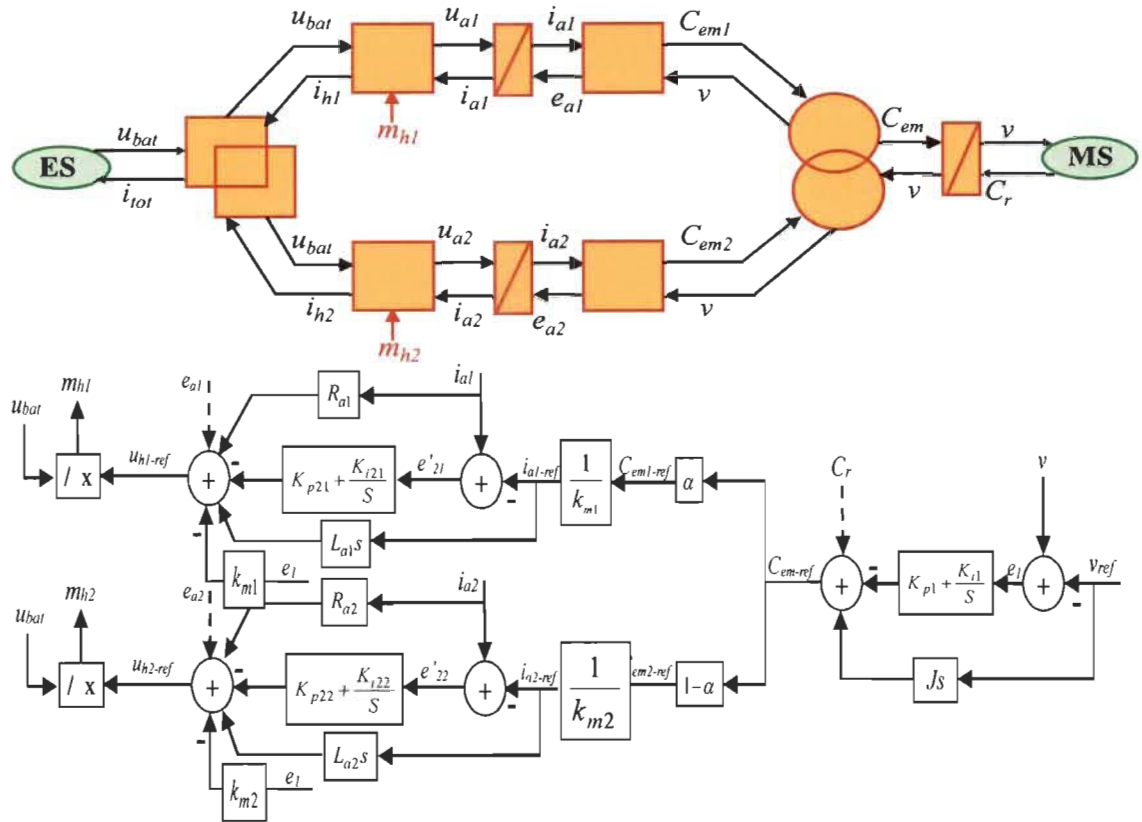 u_bat u_a1 i_a1 C_em1
i_h1 i_a1 e_a1 v
m_h1
ES u_bat i_tot
C_em v MS
v C_r
u_bat u_a2 i_a2 C_em2
i_h2 i_a2 e_a2 v
m_h2
e_a1 R_a1 i_a1
u_bat m_h1
/ x u_h1-ref + - K_p21 + K_i21/S e'_21 + - i_a1-ref 1/k_m1 C_em1-ref α
L_a1s
- k_m1 e_1
C_r v
C_em-ref + - K_p1 + K_i1/S e_1 + - v_ref
Js
e_a2 R_a2 i_a2
u_bat m_h2
/ x u_h2-ref + - K_p22 + K_i22/S e'_22 + - i_a2-ref 1/k_m2 em2-ref 1-α
L_a2s
- k_m2 e_1